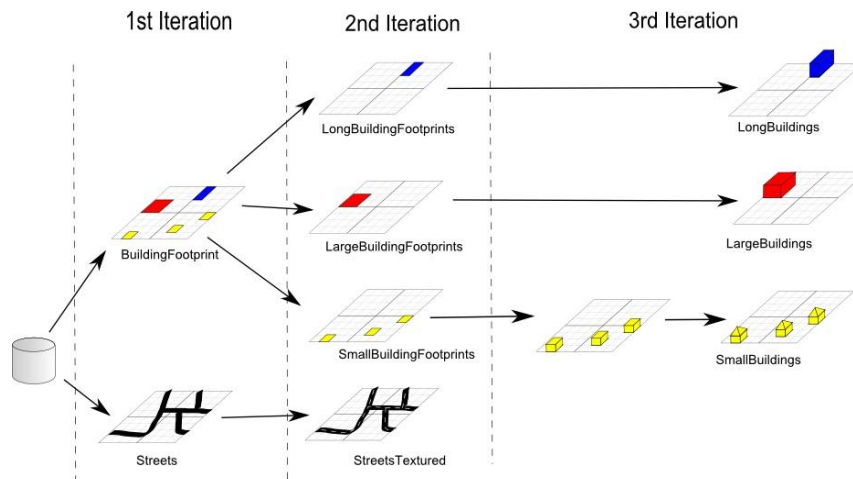 1st Iteration
2nd Iteration
3rd Iteration
LongBuildingFootprints
LongBuildings
BuildingFootprint
LargeBuildingFootprints
LargeBuildings
SmallBuildingFootprints
SmallBuildings
Streets
StreetsTextured